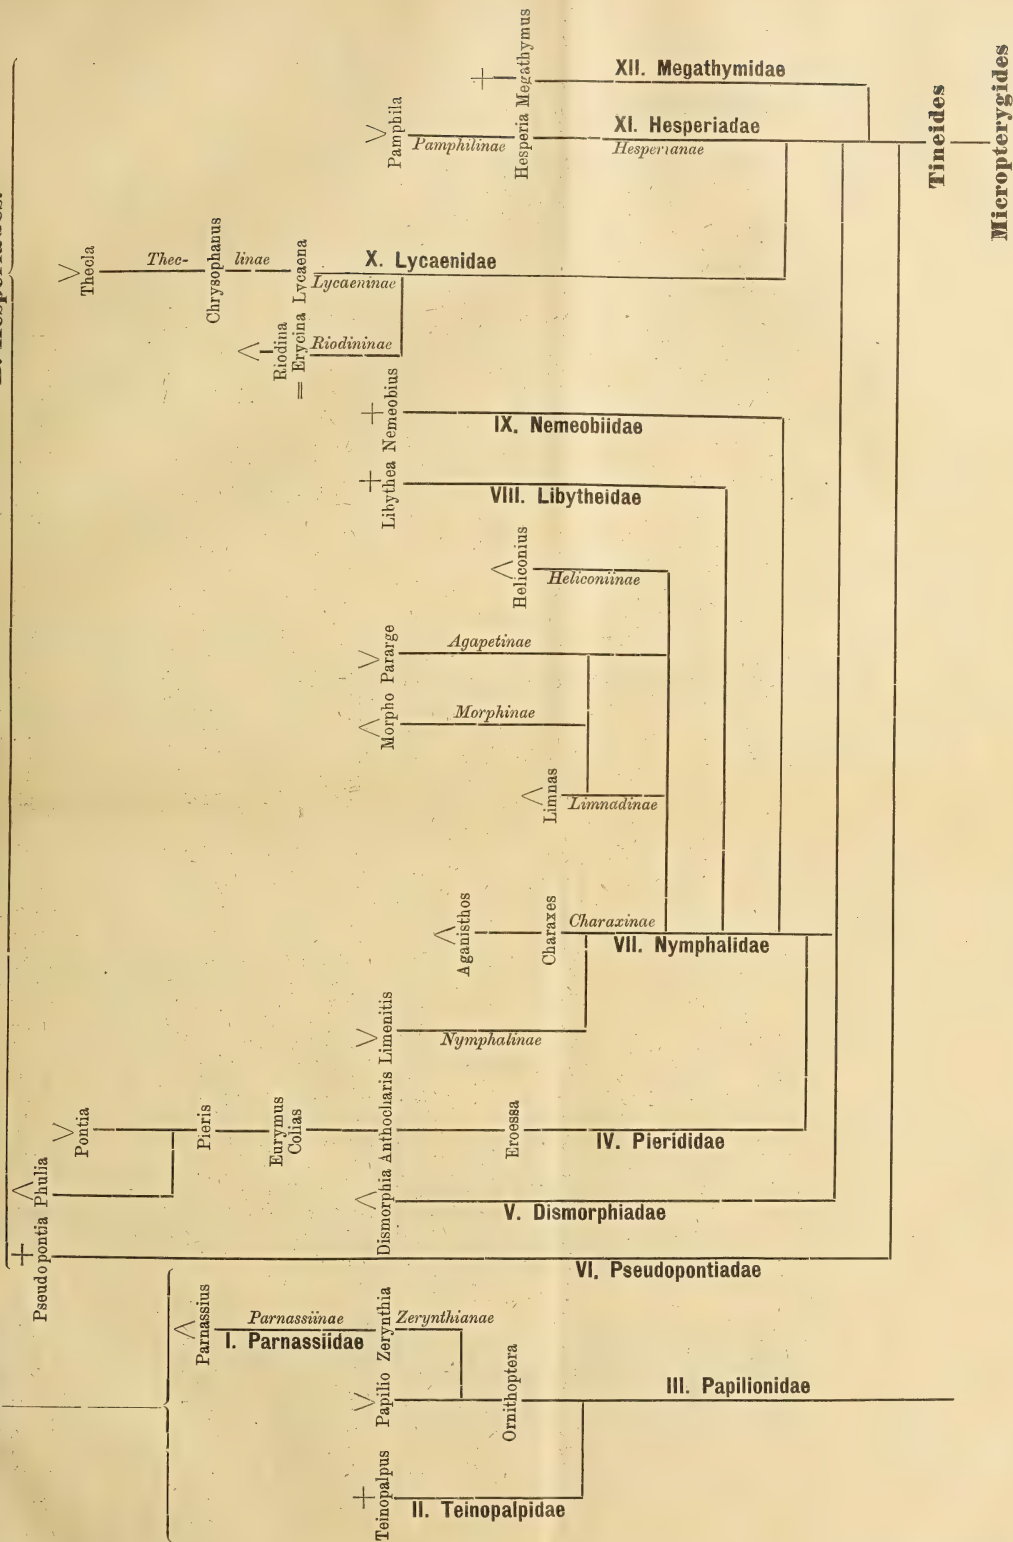 XII. Megathymidae
Megathymus
XI. Hesperiadae
Hesperianae
Hesperia
Pamphilinae
Pamphila
Tineides
Micropterygides
Thecla
Thec-
linae
Chrysophanus
Lycaena
X. Lycaenidae
Lycaeninae
Riodina
= Erycina
Riodininae
Nemeobius
IX. Nemeobiidae
Libythea
VIII. Libytheidae
Heliconius
Heliconiinae
Pararge
Agapetinae
Morpho
Morphinae
Limnas
Limnadinae
Aganisthos
Charaxes
Charaxinae
VII. Nymphalidae
Limenitis
Nymphalinae
Pontia
Pieris
Eurymus
Colias
Anthocharis
Eroessa
IV. Pierididae
Phulia
Dismorphia
V. Dismorphiadae
Pseudopontia
VI. Pseudopontiadae
Parnassius
Parnassiinae
I. Parnassiidae
Zerynthia
Zerynthianae
Papilio
Ornithoptera
III. Papilionidae
Teinopalpus
II. Teinopalpidae